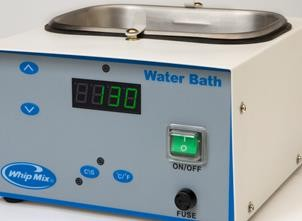 Water Bath
130
Whip Mix
C\S
C/F
ON/OFF
FUSE